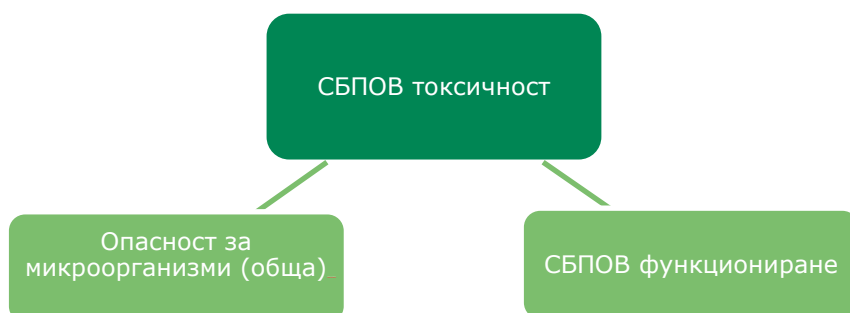 СБПОВ токсичност
Опасност за
микроорганизми (обща)
СБПОВ функциониране